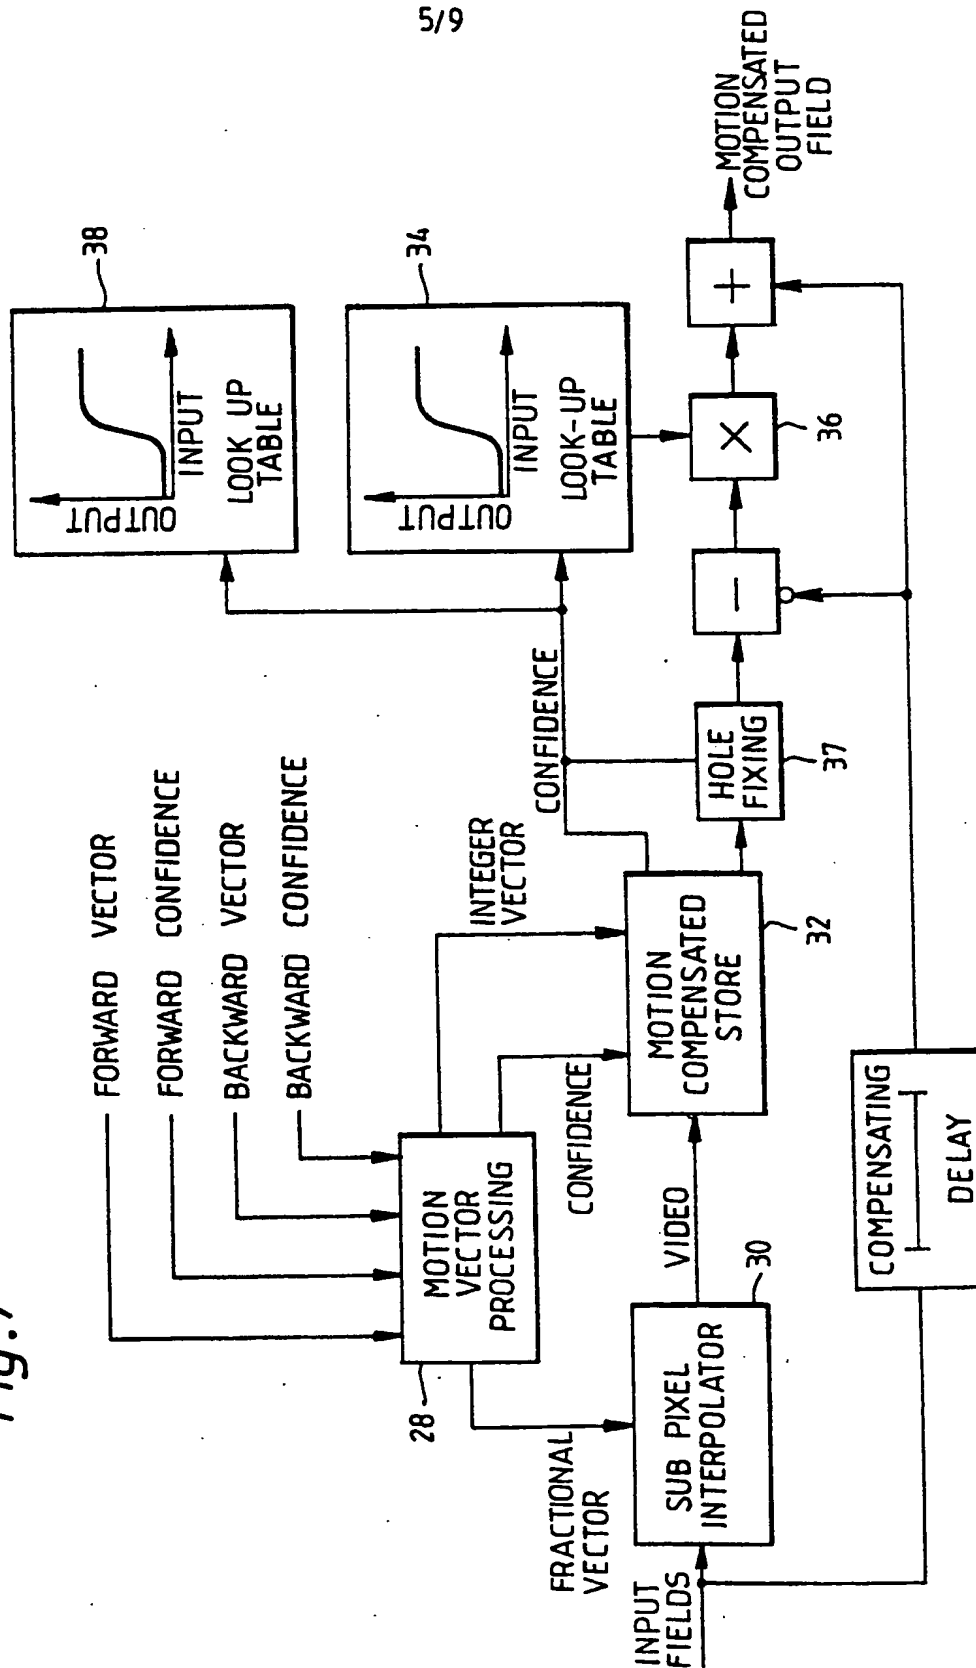 5/9
Fig.7
FORWARD VECTOR
FORWARD CONFIDENCE
BACKWARD VECTOR
BACKWARD CONFIDENCE
28
MOTION
VECTOR
PROCESSING
INTEGER
VECTOR
CONFIDENCE
FRACTIONAL
VECTOR
INPUT
FIELDS
SUB PIXEL
INTERPOLATOR
30
VIDEO
MOTION
COMPENSATED
STORE
32
CONFIDENCE
HOLE
FIXING
37
OUTPUT
INPUT
LOOK UP
TABLE
38
OUTPUT
INPUT
LOOK-UP
TABLE
34
−
×
36
+
MOTION
COMPENSATED
OUTPUT
FIELD
COMPENSATING
DELAY